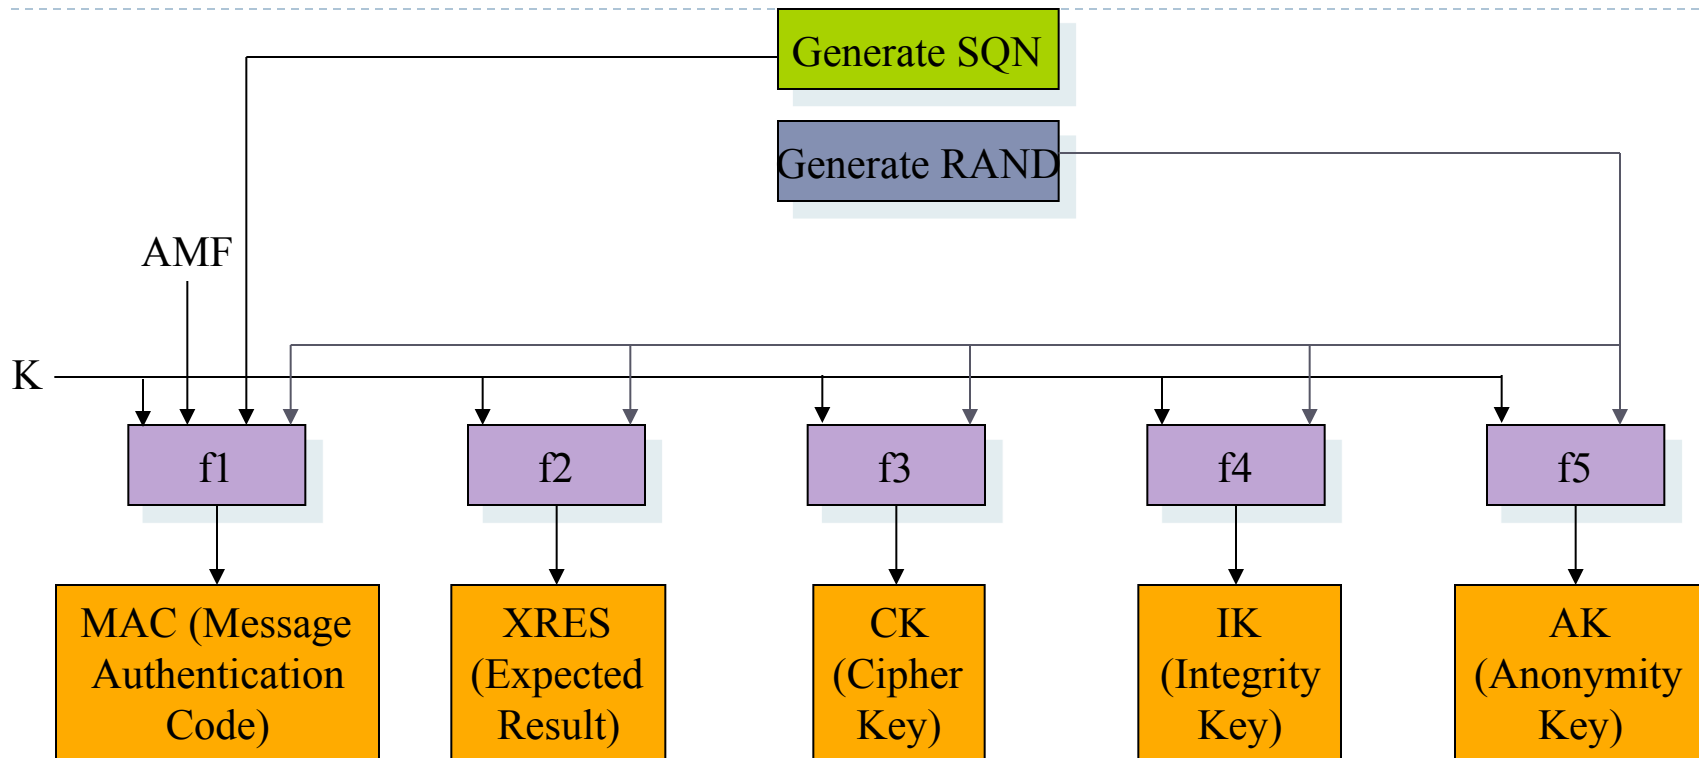 Generate SQN
Generate RAND
AMF
K
f1
f2
f3
f4
f5
MAC (Message
Authentication
Code)
XRES
(Expected
Result)
CK
(Cipher
Key)
IK
(Integrity
Key)
AK
(Anonymity
Key)